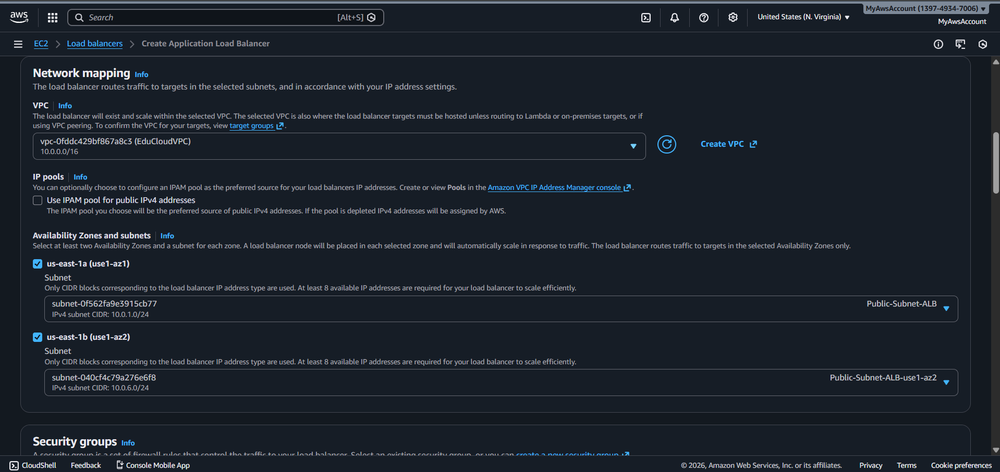 aws
Search [Alt+S]
United States (N. Virginia)
MyAwsAccount (1397-4934-7006)
MyAwsAccount
EC2 Load balancers Create Application Load Balancer
Network mapping Info
The load balancer routes traffic to targets in the selected subnets, and in accordance with your IP address settings.
VPC Info
The load balancer will exist and scale within the selected VPC. The selected VPC is also where the load balancer targets must be hosted unless routing to Lambda or on-premises targets, or if
using VPC peering. To confirm the VPC for your targets, view target groups.
vpc-0fddc429bf867a8c3 (EduCloudVPC)
10.0.0.0/16
Create VPC
IP pools Info
You can optionally choose to configure an IPAM pool as the preferred source for your load balancers IP addresses. Create or view Pools in the Amazon VPC IP Address Manager console.
Use IPAM pool for public IPv4 addresses
The IPAM pool you choose will be the preferred source of public IPv4 addresses. If the pool is depleted IPv4 addresses will be assigned by AWS.
Availability Zones and subnets Info
Select at least two Availability Zones and a subnet for each zone. A load balancer node will be placed in each selected zone and will automatically scale in response to traffic. The load balancer routes traffic to targets in the selected Availability Zones only.
us-east-1a (use1-az1)
Subnet
Only CIDR blocks corresponding to the load balancer IP address type are used. At least 8 available IP addresses are required for your load balancer to scale efficiently.
subnet-0f562fa9e3915cb77 Public-Subnet-ALB
IPv4 subnet CIDR: 10.0.1.0/24
us-east-1b (use1-az2)
Subnet
Only CIDR blocks corresponding to the load balancer IP address type are used. At least 8 available IP addresses are required for your load balancer to scale efficiently.
subnet-040cf4c79a276e6f8 Public-Subnet-ALB-use1-az2
IPv4 subnet CIDR: 10.0.6.0/24
Security groups Info
A security group is a set of firewall rules that control the traffic to your load balancer. Select an existing security group, or you can create a new security group
CloudShell Feedback Console Mobile App © 2026, Amazon Web Services, Inc. or its affiliates. Privacy Terms Cookie preferences